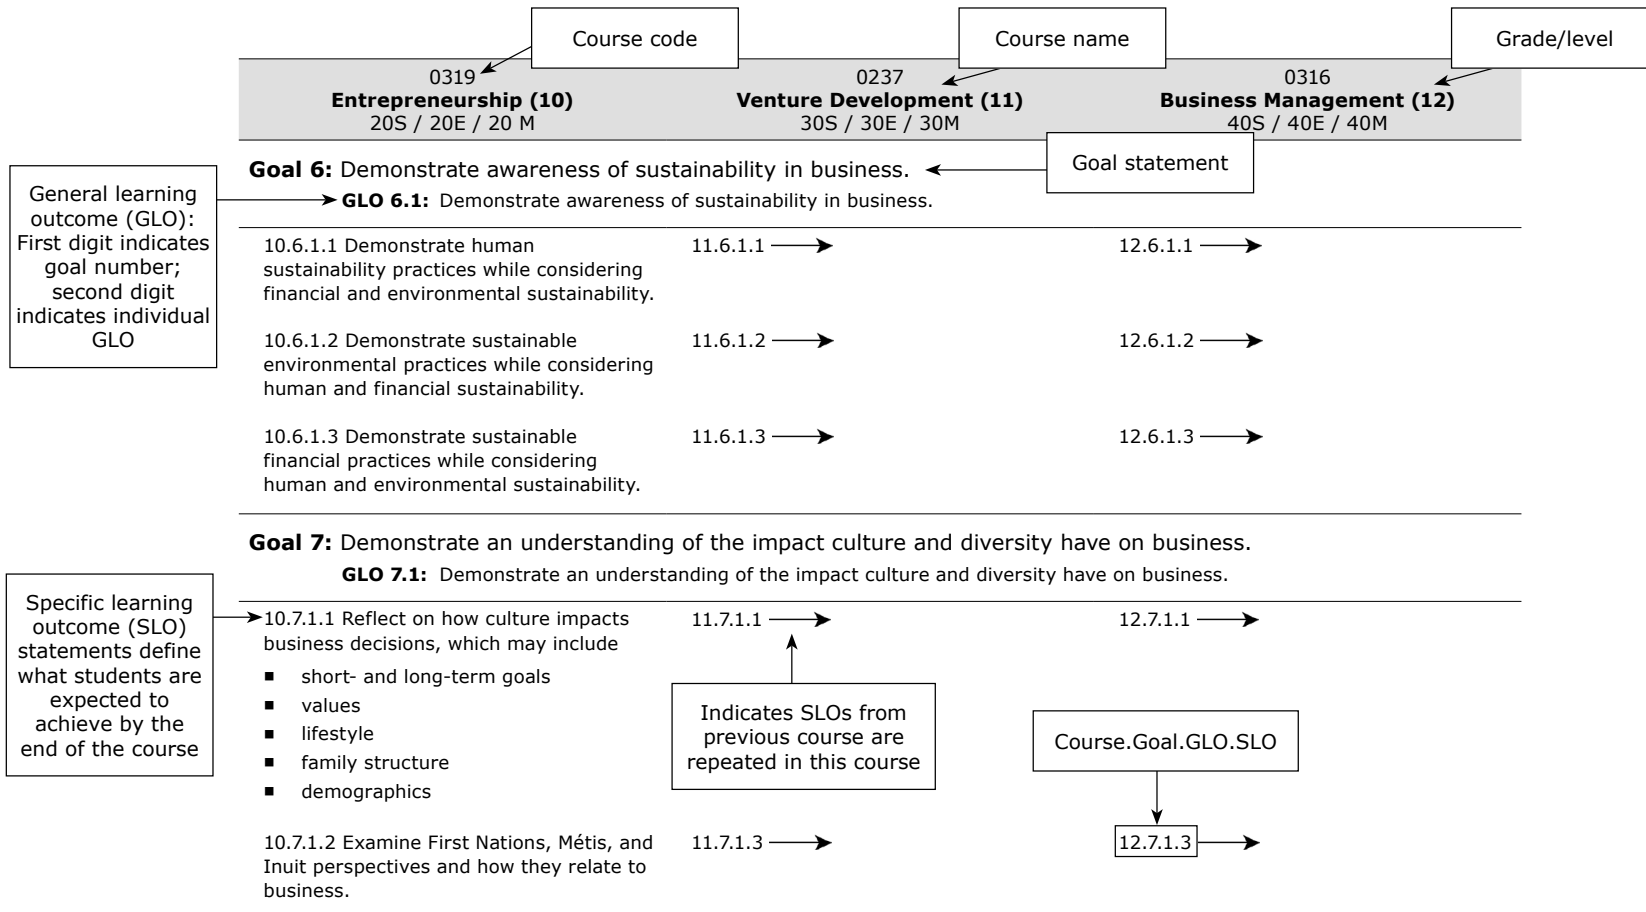 Course code
Course name
Grade/level
0319
Entrepreneurship (10)
20S / 20E / 20 M
0237
Venture Development (11)
30S / 30E / 30M
0316
Business Management (12)
40S / 40E / 40M
Goal statement
Goal 6: Demonstrate awareness of sustainability in business.
GLO 6.1: Demonstrate awareness of sustainability in business.
General learning
outcome (GLO):
First digit indicates
goal number;
second digit
indicates individual
GLO
10.6.1.1 Demonstrate human
sustainability practices while considering
financial and environmental sustainability.
11.6.1.1
12.6.1.1
10.6.1.2 Demonstrate sustainable
environmental practices while considering
human and financial sustainability.
11.6.1.2
12.6.1.2
10.6.1.3 Demonstrate sustainable
financial practices while considering
human and environmental sustainability.
11.6.1.3
12.6.1.3
Goal 7: Demonstrate an understanding of the impact culture and diversity have on business.
GLO 7.1: Demonstrate an understanding of the impact culture and diversity have on business.
Specific learning
outcome (SLO)
statements define
what students are
expected to
achieve by the
end of the course
10.7.1.1 Reflect on how culture impacts
business decisions, which may include
■ short- and long-term goals
■ values
■ lifestyle
■ family structure
■ demographics
11.7.1.1
12.7.1.1
Indicates SLOs from
previous course are
repeated in this course
Course.Goal.GLO.SLO
10.7.1.2 Examine First Nations, Métis, and
Inuit perspectives and how they relate to
business.
11.7.1.3
12.7.1.3